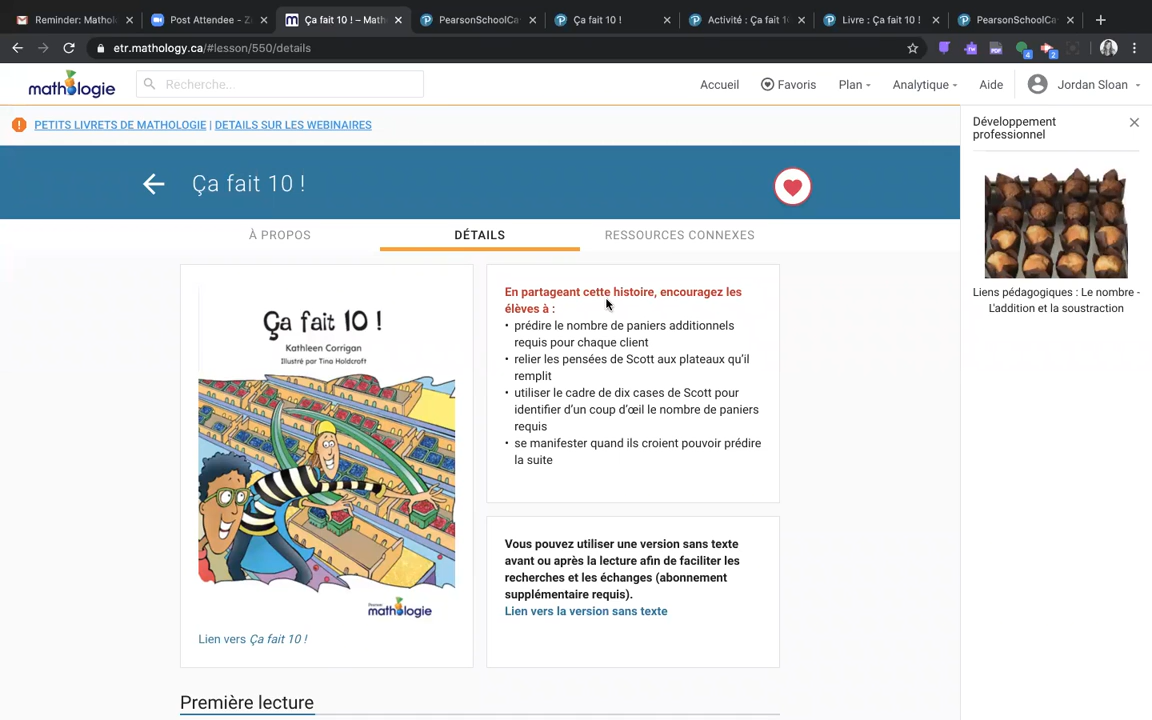 Reminder: Mathol
Post Attendee - Z
Ça fait 10 ! – Math
PearsonSchoolCa
Ça fait 10 !
Activité : Ça fait 1
Livre : Ça fait 10 !
PearsonSchoolCa
etr.mathology.ca/#lesson/550/details
mathologie
Recherche..
Accueil
Favoris
Plan
Analytique
Aide
Jordan Sloan
PETITS LIVRETS DE MATHOLOGIE | DETAILS SUR LES WEBINAIRES
Développement
professionnel
Ça fait 10 !
À PROPOS
DÉTAILS
RESSOURCES CONNEXES
Ça fait 10 !
Kathleen Corrigan
Illustré par Tina Holdcroft
mathologie
Lien vers Ça fait 10 !
En partageant cette histoire, encouragez les
élèves à :
• prédire le nombre de paniers additionnels
requis pour chaque client
• relier les pensées de Scott aux plateaux qu'il
remplit
• utiliser le cadre de dix cases de Scott pour
identifier d'un coup d'œil le nombre de paniers
requis
• se manifester quand ils croient pouvoir prédire
la suite
Vous pouvez utiliser une version sans texte
avant ou après la lecture afin de faciliter les
recherches et les échanges (abonnement
supplémentaire requis).
Lien vers la version sans texte
Liens pédagogiques : Le nombre -
L'addition et la soustraction
Première lecture